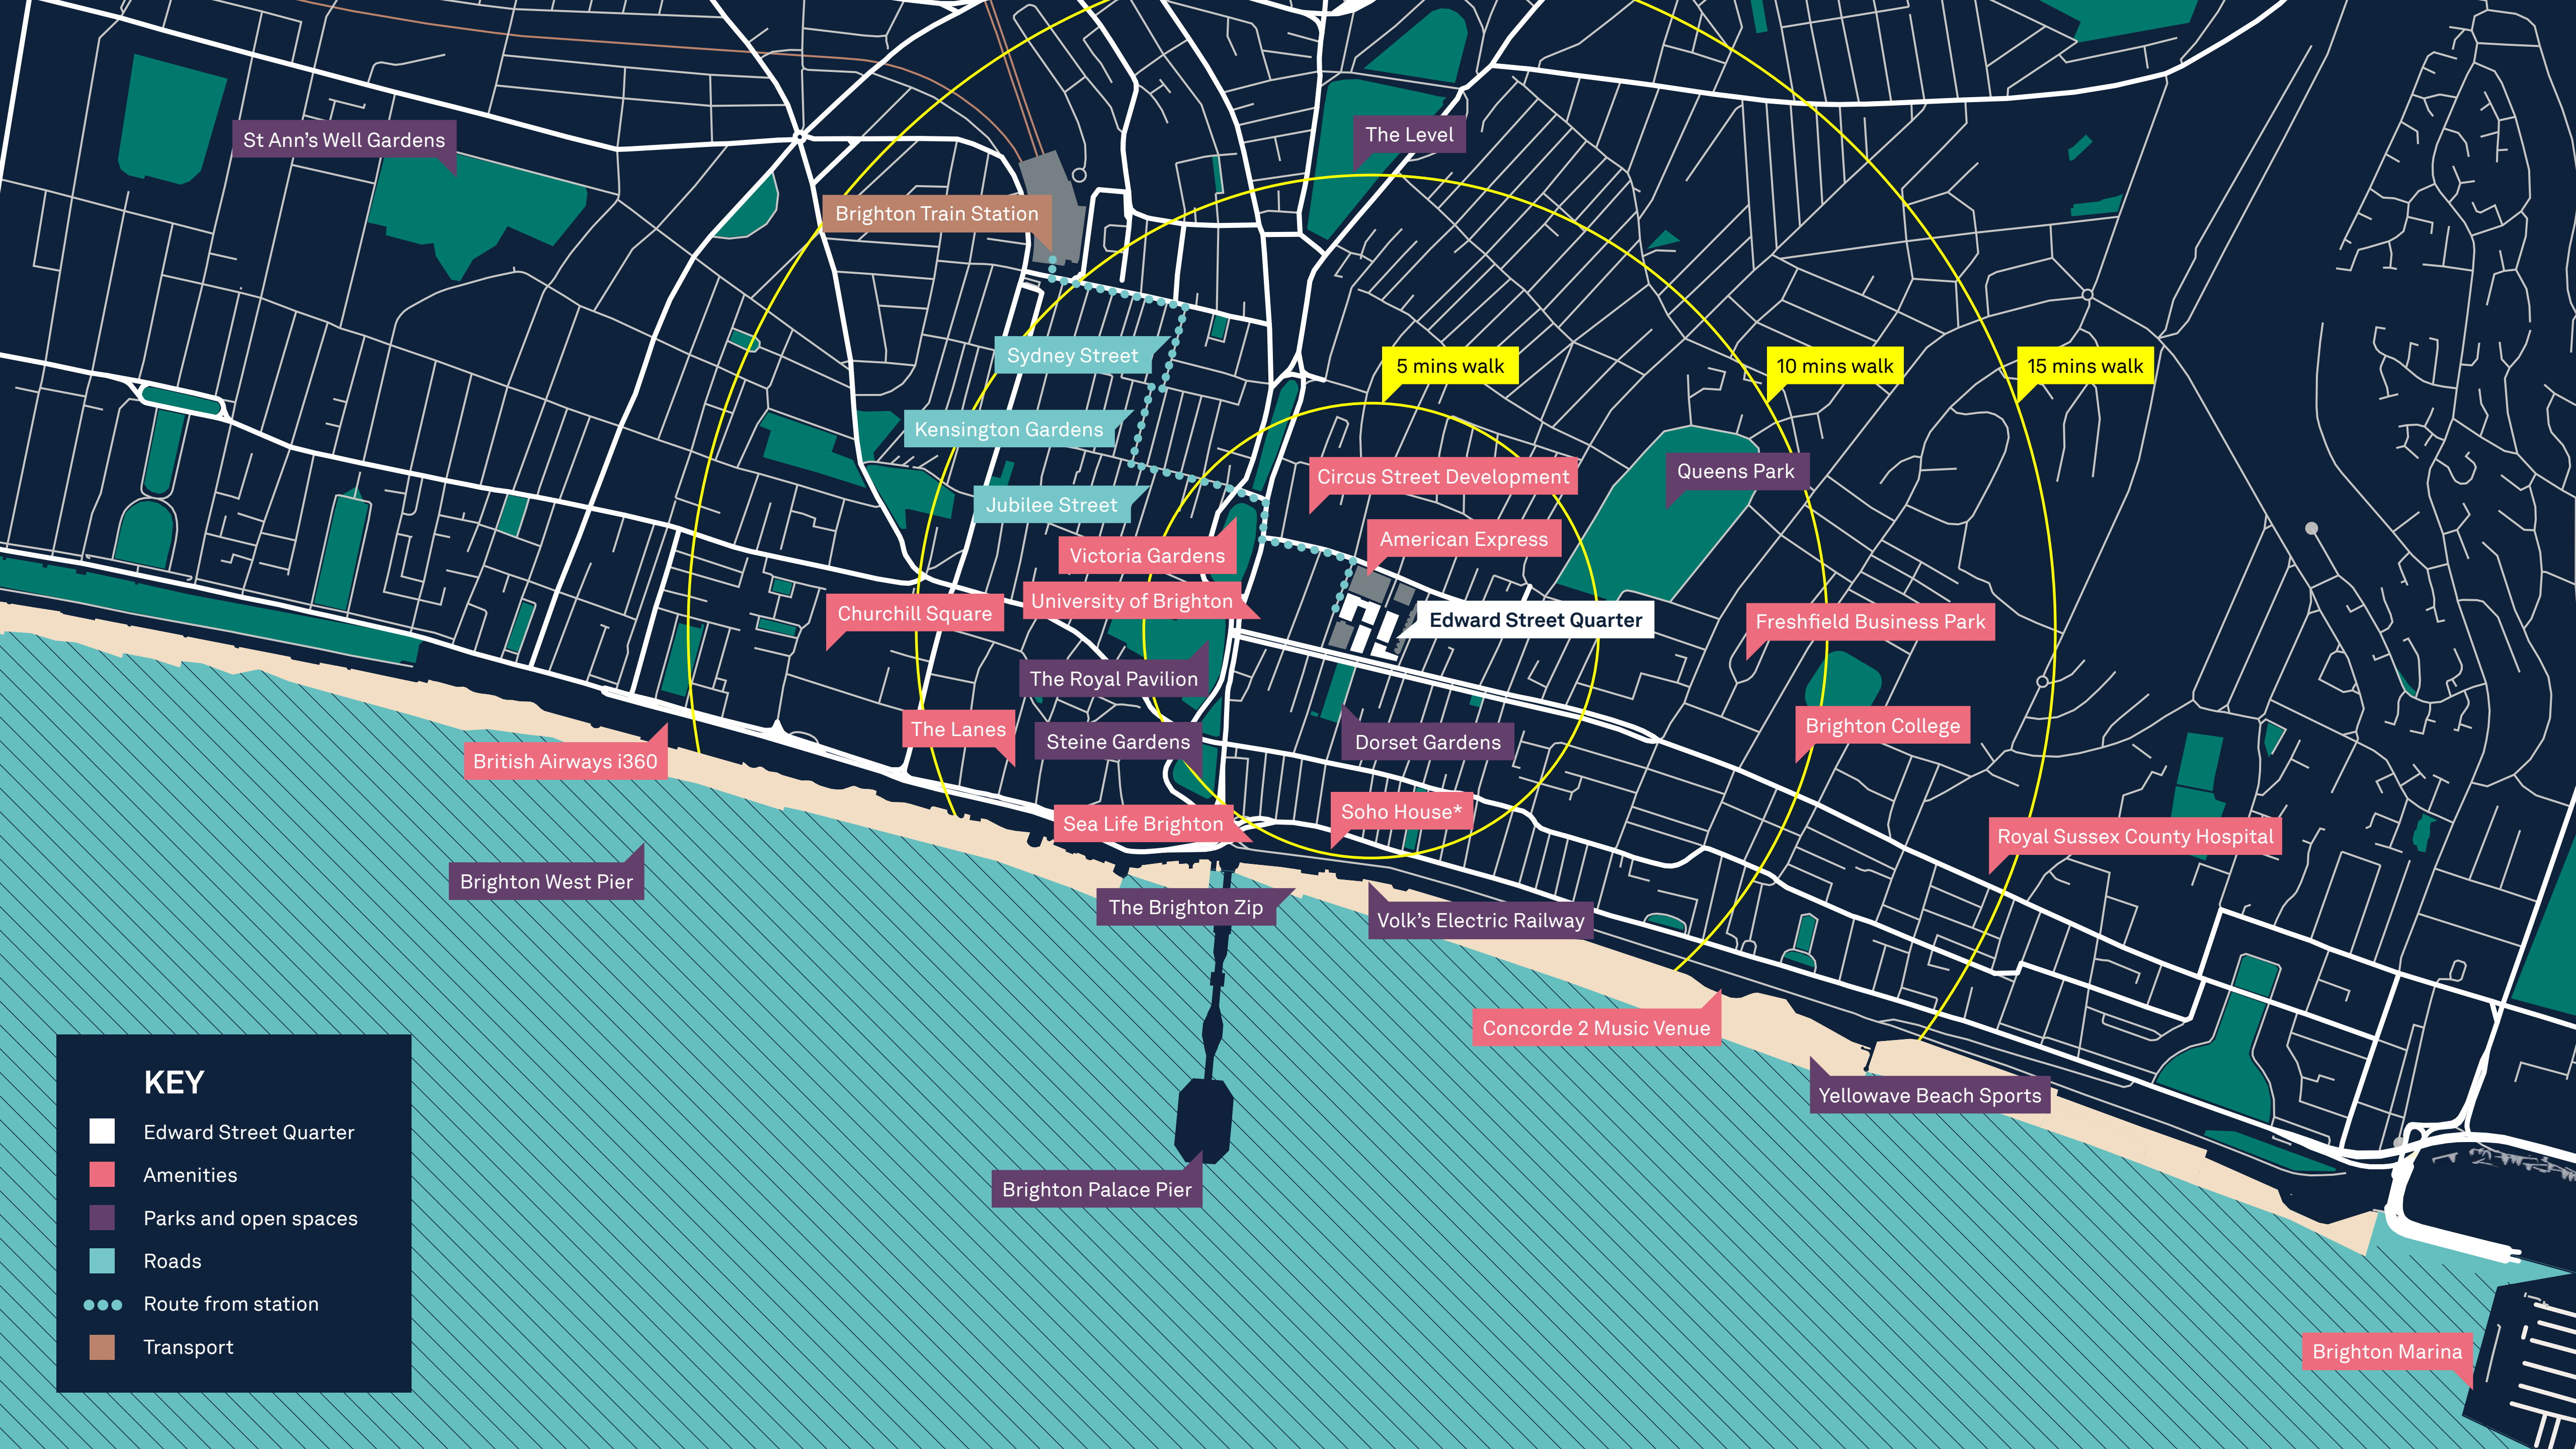 The Level
St Ann's Well Gardens
Brighton Train Station
Sydney Street
5 mins walk
10 mins walk
15 mins walk
Kensington Gardens
Circus Street Development
Queens Park
Jubilee Street
American Express
Victoria Gardens
University of Brighton
Churchill Square
Edward Street Quarter
Freshfield Business Park
The Royal Pavilion
The Lanes
Steine Gardens
Dorset Gardens
Brighton College
British Airways i360
Soho House*
Sea Life Brighton
Royal Sussex County Hospital
Brighton West Pier
The Brighton Zip
Volk's Electric Railway
Concorde 2 Music Venue
Yellowave Beach Sports
Brighton Palace Pier
Brighton Marina
KEY
Edward Street Quarter
Amenities
Parks and open spaces
Roads
Route from station
Transport